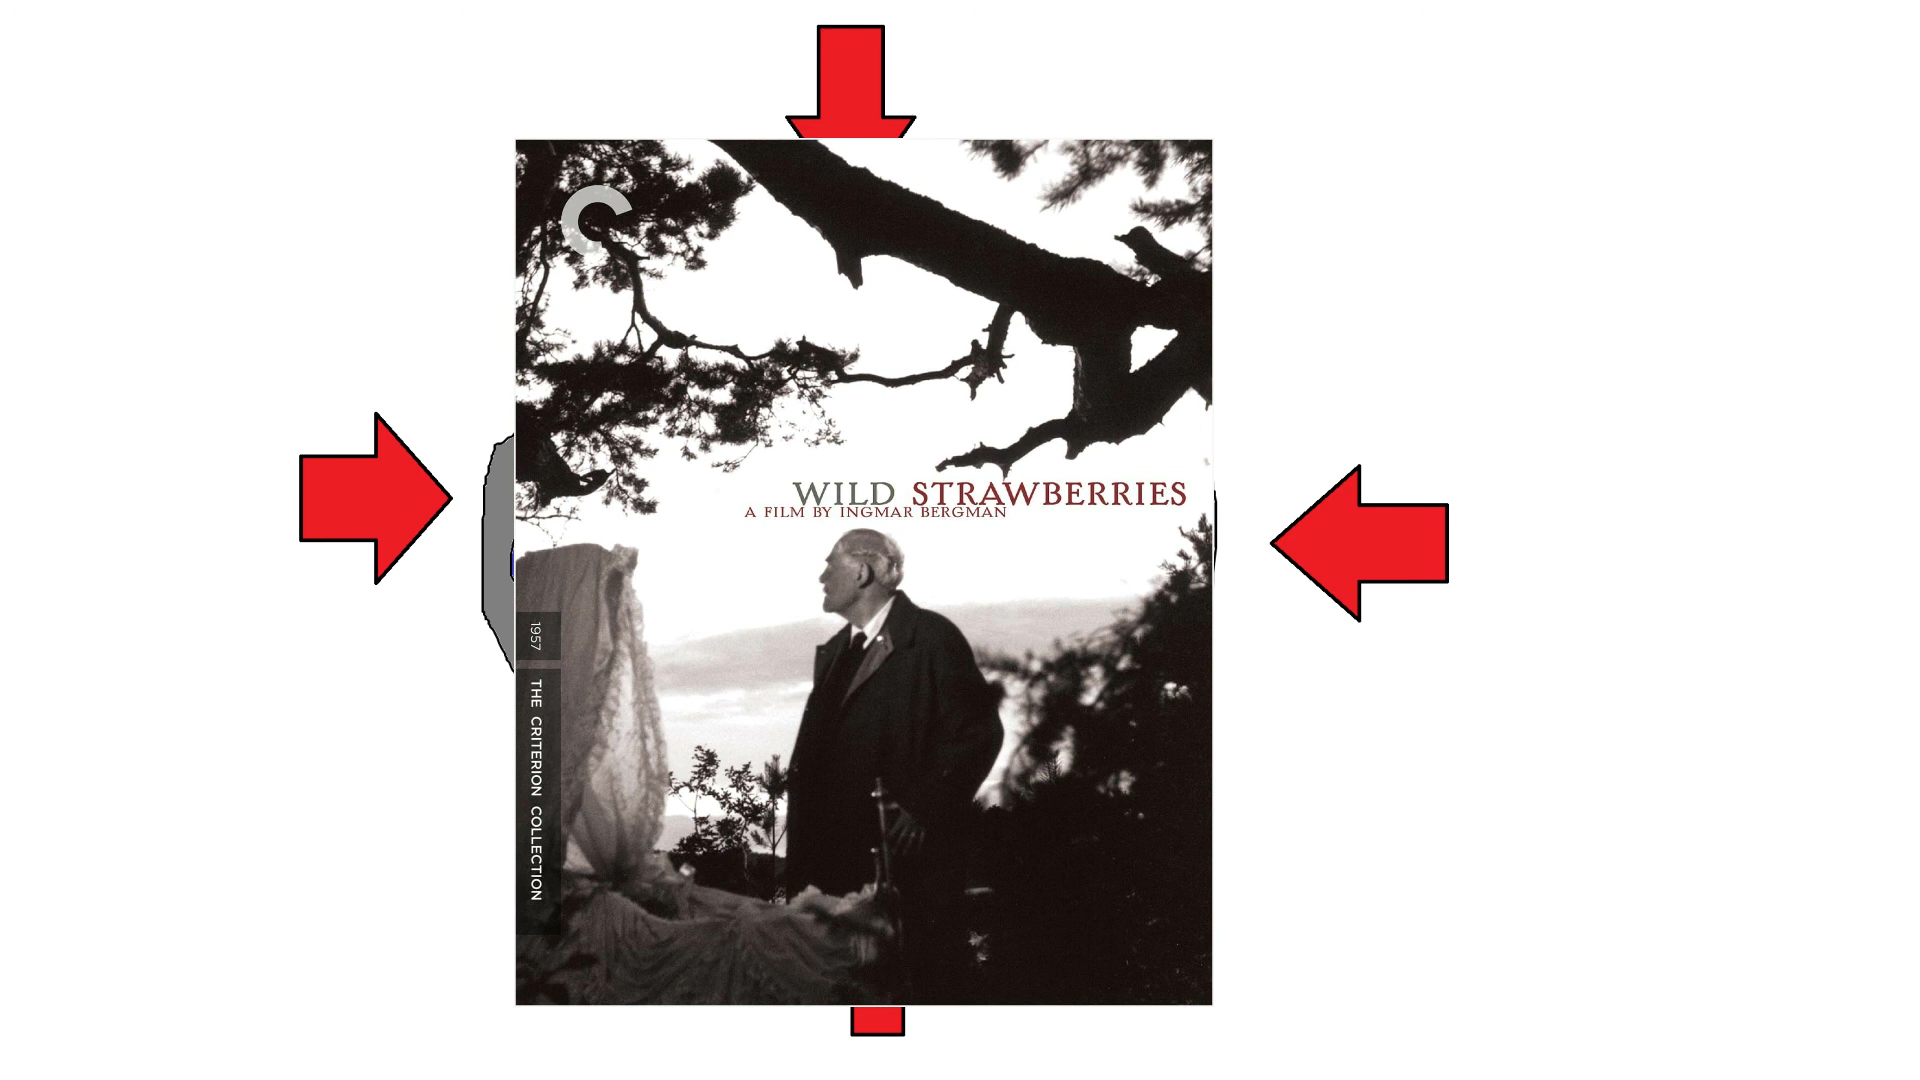 WILD STRAWBERRIES
A FILM BY INGMAR BERGMAN
1957
THE CRITERION COLLECTION